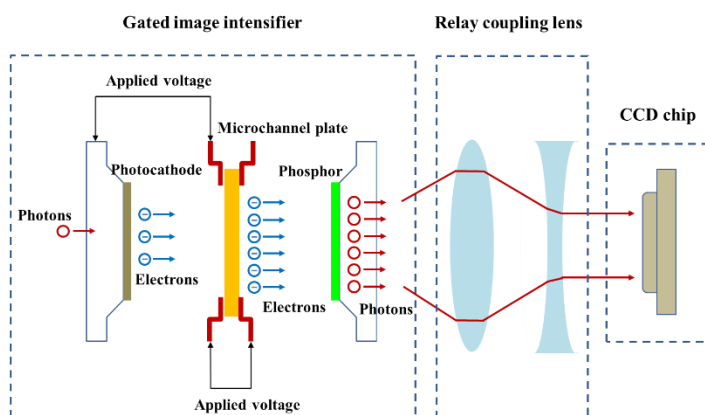 Gated image intensifier
Relay coupling lens
Applied voltage
CCD chip
Microchannel plate
Photocathode
Phosphor
Photons
Electrons
Electrons
Photons
Applied voltage